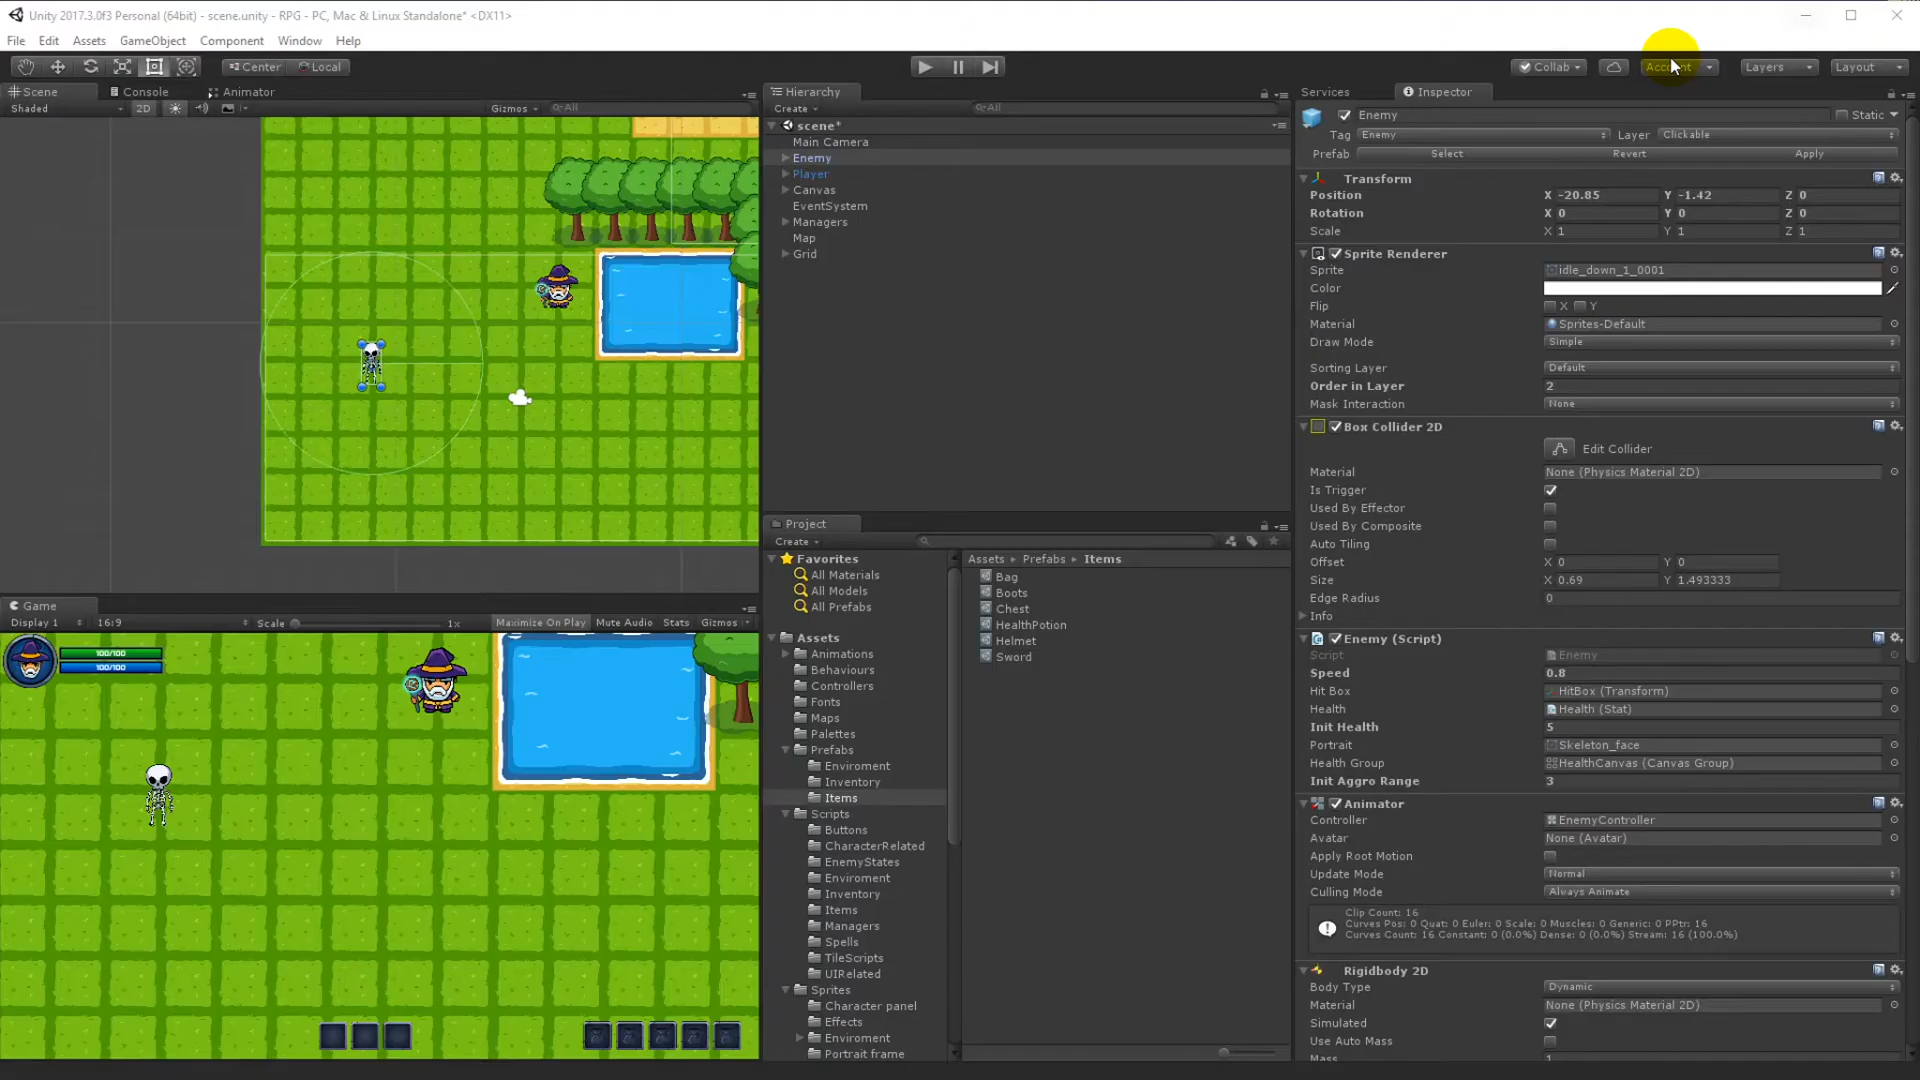 Unity 2017.3.0f3 Personal (64bit) - scene.unity - RPG - PC, Mac & Linux Standalone* <DX11>
File Edit Assets GameObject Component Window Help
Center Local Collab Account Layers Layout
Scene Console Animator
Shaded 2D Gizmos All
Hierarchy
Create All
scene*
Main Camera
Enemy
Player
Canvas
EventSystem
Managers
Map
Grid
Game
Display 1 16:9 Scale 1x Maximize On Play Mute Audio Stats Gizmos
100/100
100/100
Project
Create
Favorites
All Materials
All Models
All Prefabs
Assets
Animations
Behaviours
Controllers
Fonts
Maps
Palettes
Prefabs
Enviroment
Inventory
Items
Scripts
Buttons
CharacterRelated
EnemyStates
Enviroment
Inventory
Items
Managers
Spells
TileScripts
UIRelated
Sprites
Character panel
Effects
Enviroment
Portrait frame
Assets Prefabs Items
Bag
Boots
Chest
HealthPotion
Helmet
Sword
Services Inspector
Enemy Static
Tag Enemy Layer Clickable
Prefab Select Revert Apply
Transform
Position X -20.85 Y -1.42 Z 0
Rotation X 0 Y 0 Z 0
Scale X 1 Y 1 Z 1
Sprite Renderer
Sprite idle_down_1_0001
Color
Flip X Y
Material Sprites-Default
Draw Mode Simple
Sorting Layer Default
Order in Layer 2
Mask Interaction None
Box Collider 2D
Edit Collider
Material None (Physics Material 2D)
Is Trigger
Used By Effector
Used By Composite
Auto Tiling
Offset X 0 Y 0
Size X 0.69 Y 1.493333
Edge Radius 0
Info
Enemy (Script)
Script Enemy
Speed 0.8
Hit Box HitBox (Transform)
Health Health (Stat)
Init Health 5
Portrait Skeleton_face
Health Group HealthCanvas (Canvas Group)
Init Aggro Range 3
Animator
Controller EnemyController
Avatar None (Avatar)
Apply Root Motion
Update Mode Normal
Culling Mode Always Animate
Clip Count: 16
Curves Pos: 0 Quat: 0 Euler: 0 Scale: 0 Muscles: 0 Generic: 0 PPtr: 16
Curves Count: 16 Constant: 0 (0.0%) Dense: 0 (0.0%) Stream: 16 (100.0%)
Rigidbody 2D
Body Type Dynamic
Material None (Physics Material 2D)
Simulated
Use Auto Mass
Mass 1